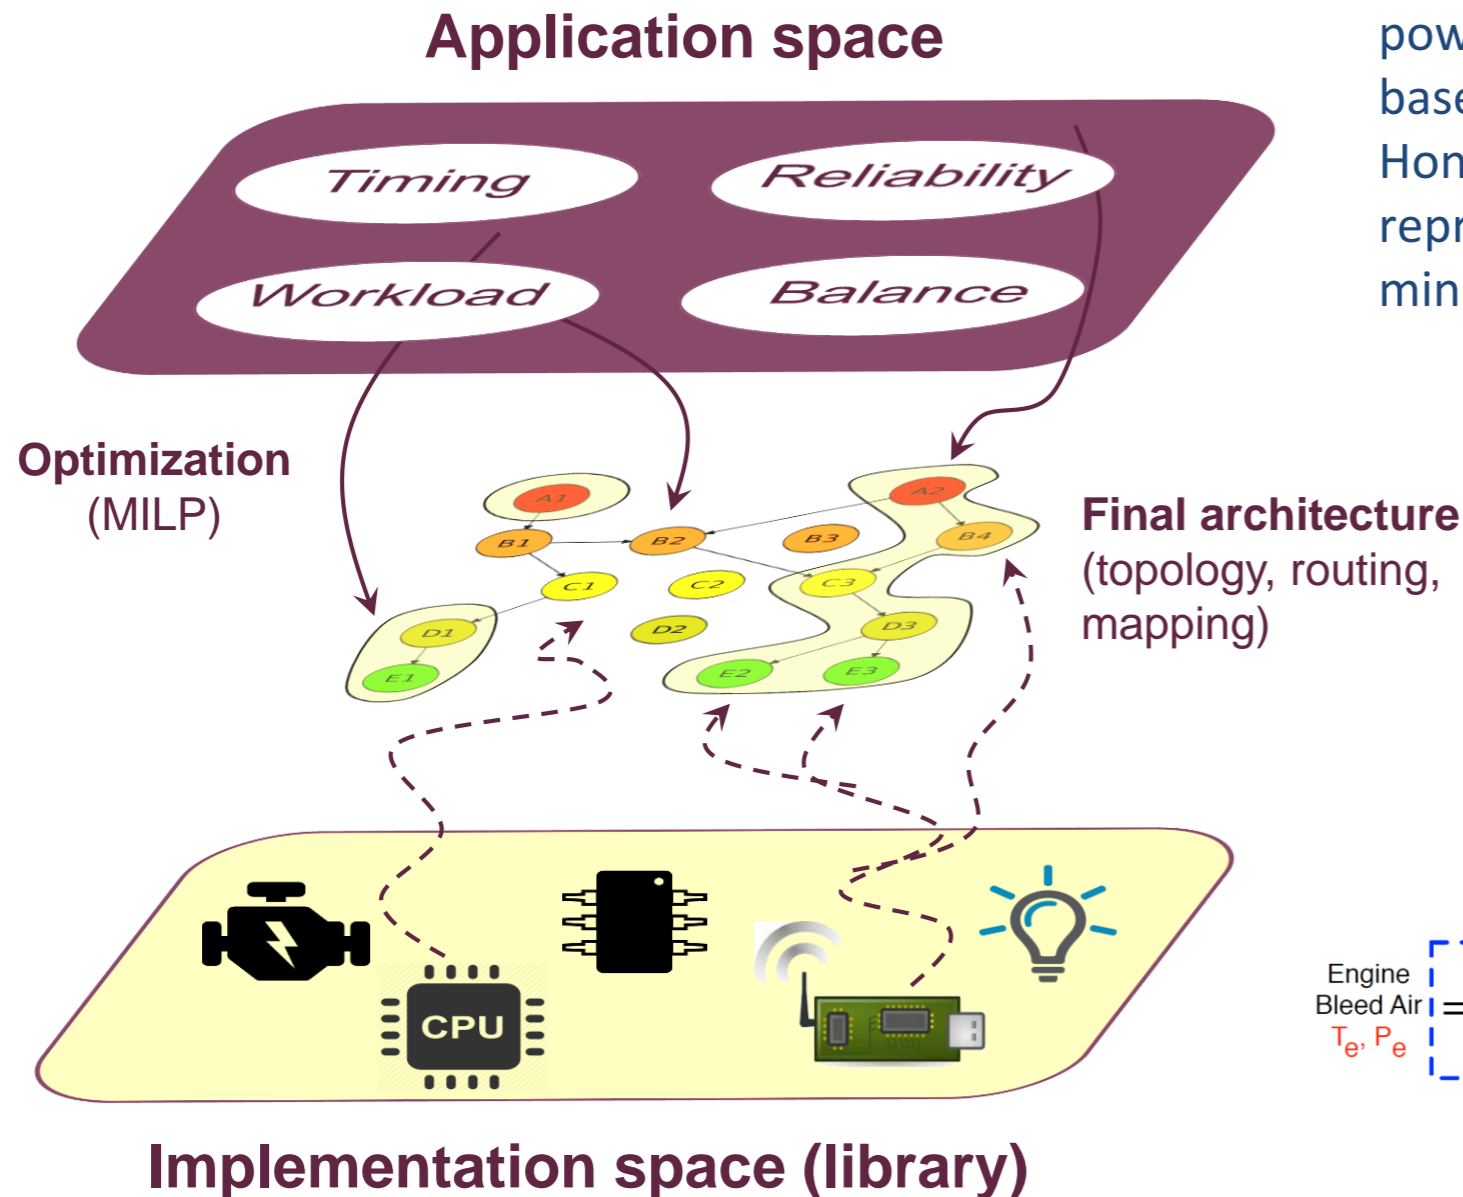 Application space
Timing
Reliability
Workload
Balance
Optimization
(MILP)
A1
A2
B1
B2
B3
B4
C1
C2
C3
D1
D2
D3
E1
E2
E3
Final architecture
(topology, routing,
mapping)
CPU
Implementation space (library)
Engine
Bleed Air
Te, Pe